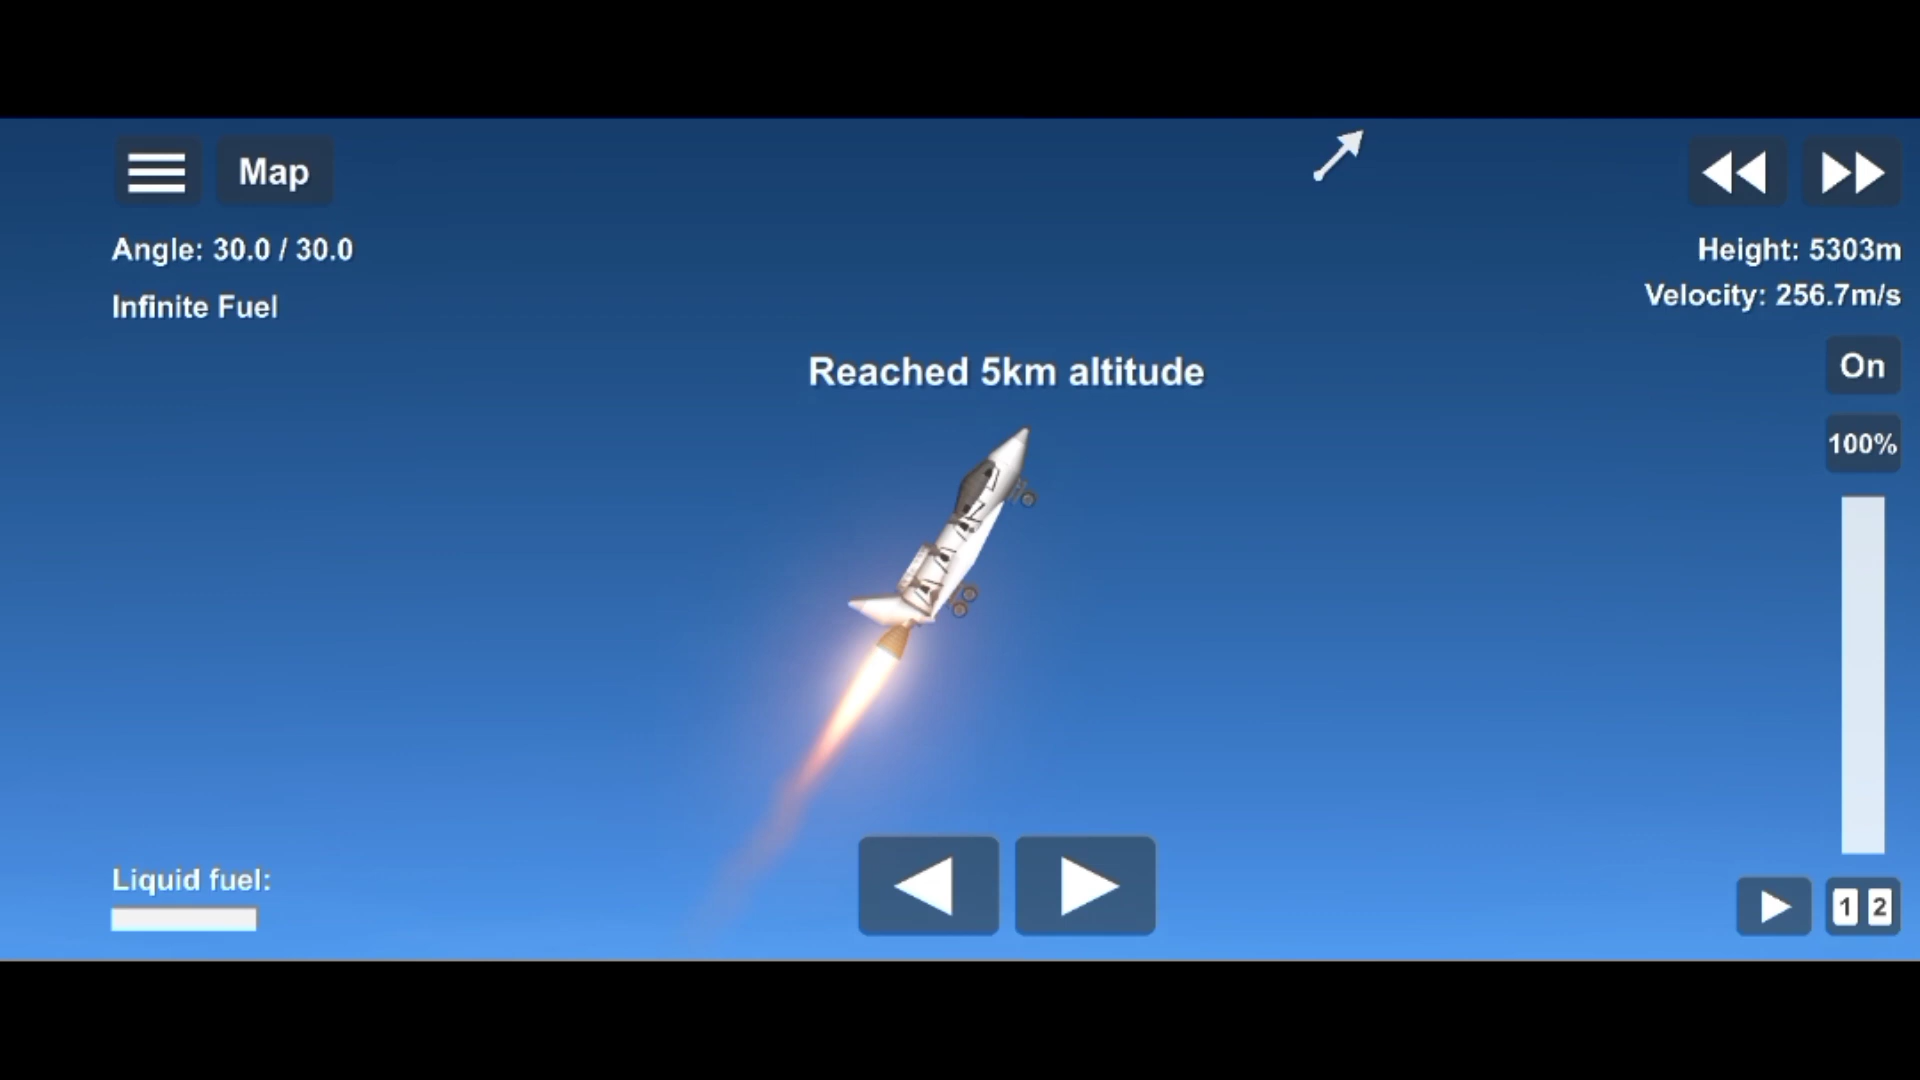 Map
Angle: 30.0 / 30.0
Infinite Fuel
Height: 5303m
Velocity: 256.7m/s
On
100%
Reached 5km altitude
Liquid fuel:
1 2